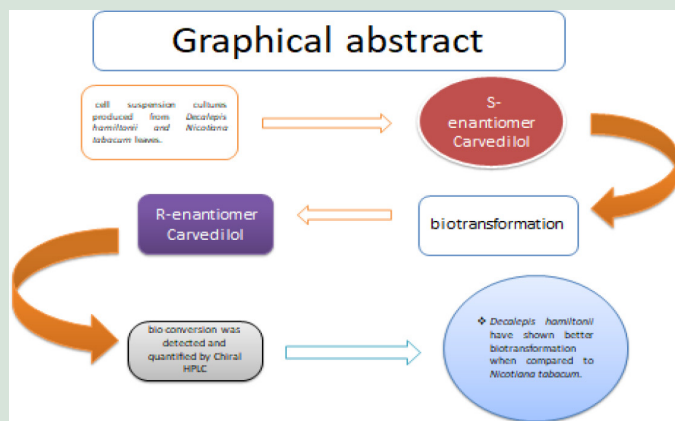 Graphical abstract
cell suspension cultures
produced from Decalepis
hamiltonii and Nicotiana
tabacum leaves.
S-
enantiomer
Carvedilol
R-enantiomer
Carvedilol
biotransformation
bio-conversion was
detected and
quantified by Chiral
HPLC
❖ Decalepis hamiltonii
have shown better
biotransformation
when compared to
Nicotiana tabacum.